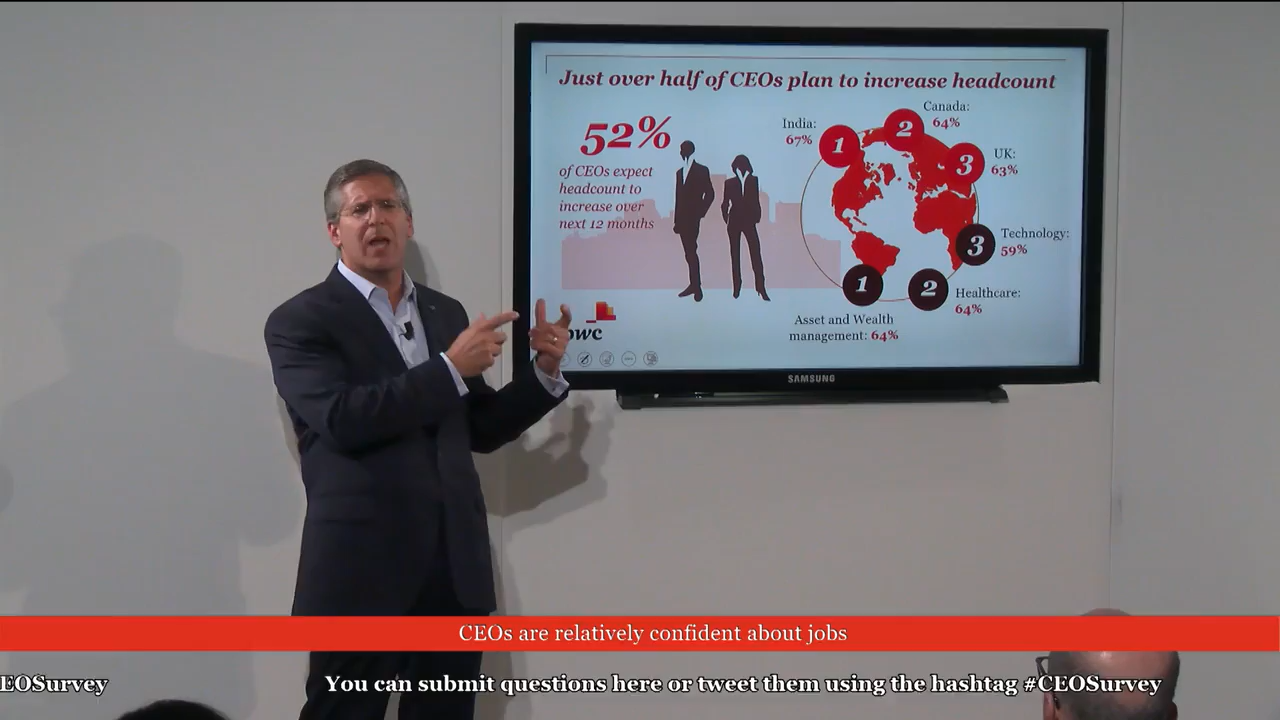 Just over half of CEOs plan to increase headcount
52%
of CEOs expect
headcount to
increase over
next 12 months
India:
67%
1
Canada:
64%
2
UK:
63%
3
Technology:
59%
3
Healthcare:
64%
2
Asset and Wealth
management: 64%
1
pwc
SAMSUNG
CEOs are relatively confident about jobs
EOSurvey
You can submit questions here or tweet them using the hashtag #CEOSurvey